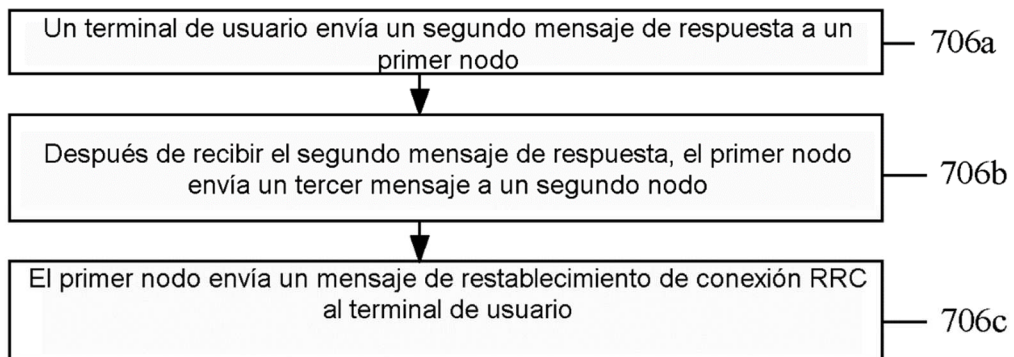 Un terminal de usuario envía un segundo mensaje de respuesta a un
primer nodo
706a
Después de recibir el segundo mensaje de respuesta, el primer nodo
envía un tercer mensaje a un segundo nodo
706b
El primer nodo envía un mensaje de restablecimiento de conexión RRC
al terminal de usuario
706c